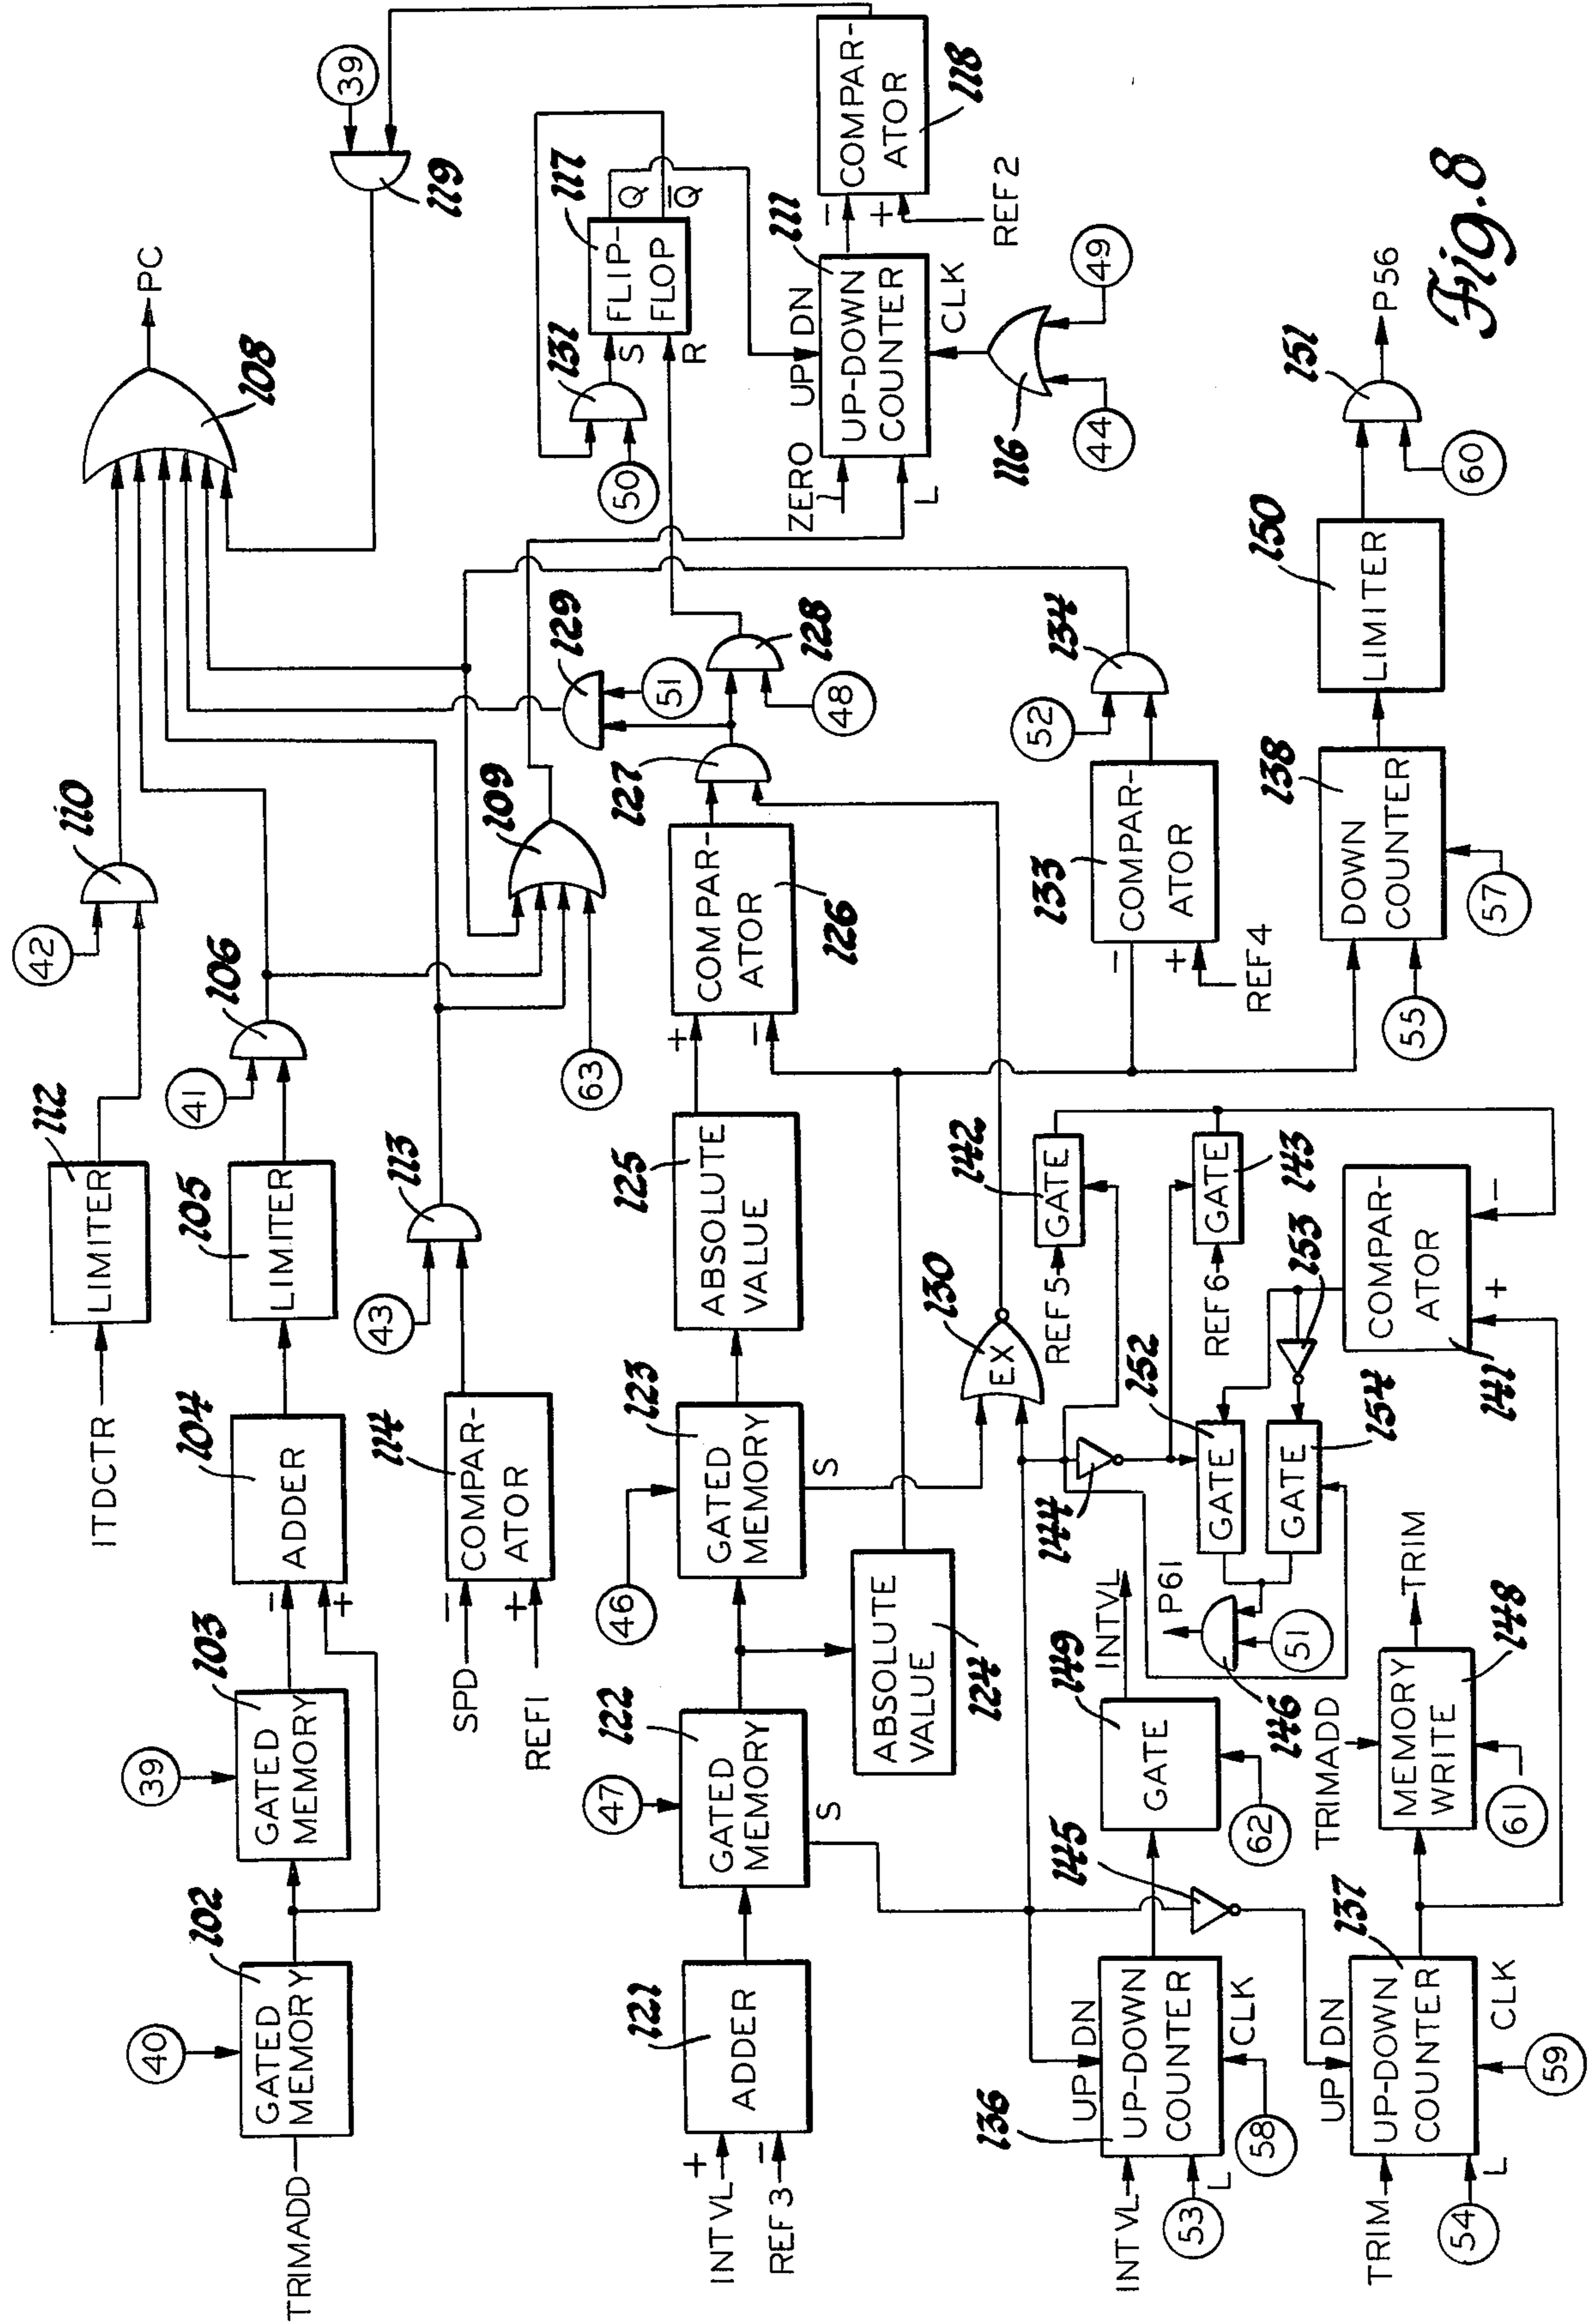 Fig. 8
TRIMADD
40
GATED
MEMORY
102
39
GATED
MEMORY
103
-
+
ADDER
104
LIMITER
105
41
106
ITDCTR
LIMITER
112
42
110
108
PC
119
39
SPD
REF1
-
+
COMPAR-
ATOR
114
43
113
63
109
INTVL
REF 3
+
-
ADDER
121
47
GATED
MEMORY
122
S
46
GATED
MEMORY
123
S
ABSOLUTE
VALUE
124
ABSOLUTE
VALUE
125
+
-
COMPAR-
ATOR
126
127
129
51
128
48
50
131
S
R
FLIP-
FLOP
117
Q
Q
ZERO
L
UP DN
UP-DOWN
COUNTER
111
CLK
116
44
49
-
+
REF 2
COMPAR-
ATOR
118
EX
130
REF 5
GATE
142
REF 6
GATE
143
144
152
GATE
GATE
154
153
COMPAR-
ATOR
141
+
-
P61
146
51
-
+
REF4
COMPAR-
ATOR
133
52
134
55
DOWN
COUNTER
138
57
LIMITER
150
60
151
P56
INTVL
53
L
136
UP DN
UP-DOWN
COUNTER
CLK
58
145
GATE
149
62
INTVL
TRIM
54
L
UP DN
UP-DOWN
COUNTER
137
CLK
59
TRIMADD
MEMORY
WRITE
148
61
TRIM